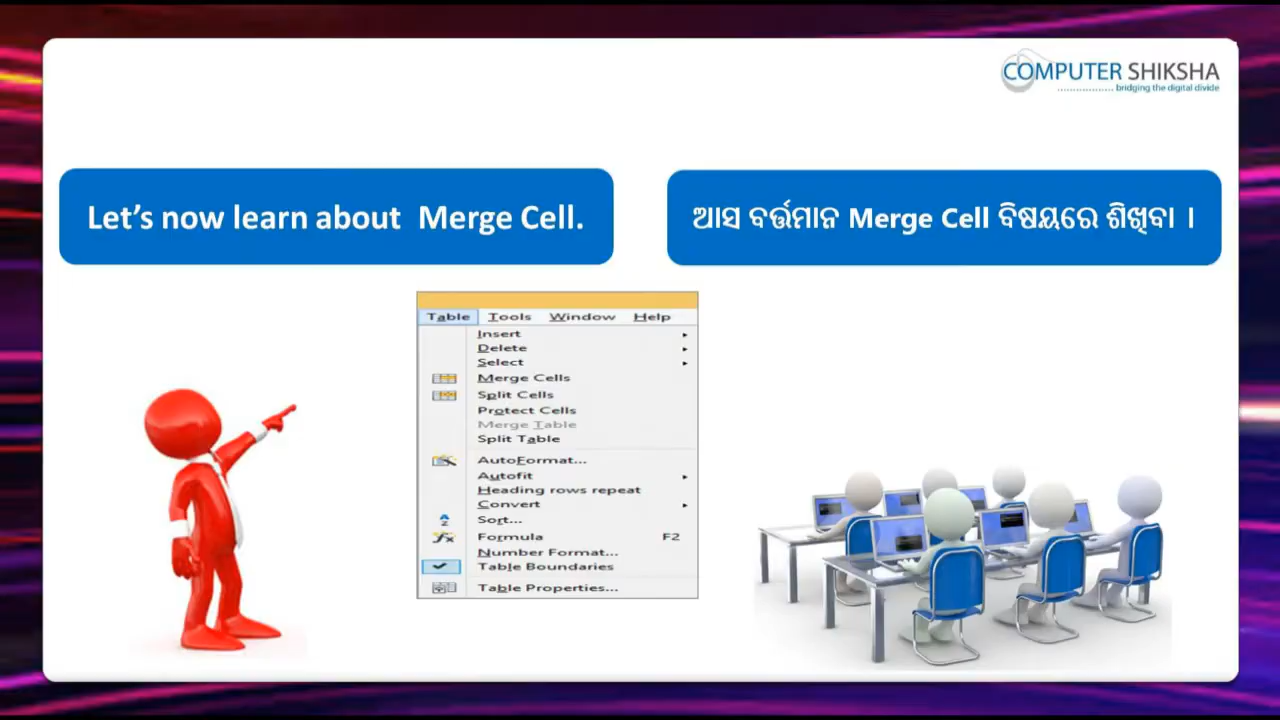 COMPUTER SHIKSHA
bridging the digital divide
Let's now learn about Merge Cell.
ଆସ ବର୍ତ୍ତମାନ Merge Cell ବିଷୟରେ ଶିଖିବା ।
Table Tools Window Help
Insert
Delete
Select
Merge Cells
Split Cells
Protect Cells
Merge Table
Split Table
AutoFormat...
Autofit
Heading rows repeat
Convert
Sort...
Formula F2
Number Format...
Table Boundaries
Table Properties...